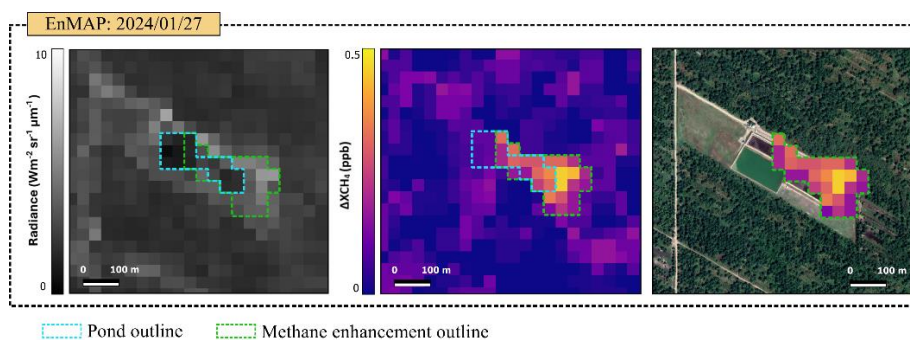 EnMAP: 2024/01/27
10
Radiance (Wm⁻² sr⁻¹ μm⁻¹)
0
0 100 m
0.5
ΔXCH₄ (ppb)
0
0 100 m
0 100 m
Pond outline
Methane enhancement outline